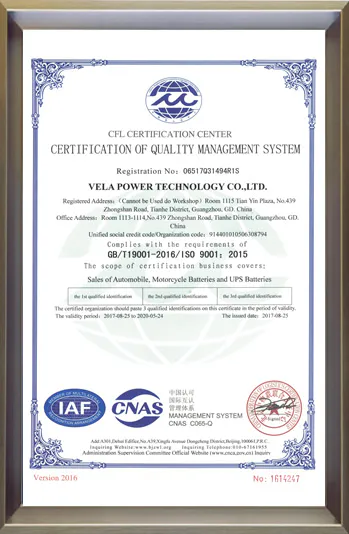 CFL CERTIFICATION CENTER
CERTIFICATION OF QUALITY MANAGEMENT SYSTEM
Registration No: 06517Q31494R1S
VELA POWER TECHNOLOGY CO.,LTD.
Registered Address: (Cannot be Used do Workshop) Room 1115 Tian Yin Plaza, No.439
Zhongshan Road, Tianhe District, Guangzhou, GD. China
Office Address: Room 1113-1114,No.439 Zhongshan Road, Tianhe District, Guangzhou, GD.
China
Unified social credit code/Organization code: 914401010506308794
Complies with the requirements of
GB/T19001-2016/ISO 9001: 2015
The scope of certification business covers:
Sales of Automobile, Motorcycle Batteries and UPS Batteries
the 1st qualified identification the 2nd qualified identification the 3rd qualified identification
The certified organization should paste 3 qualified identifications on this certificate in the period of validity.
The validity period: 2017-08-25 to 2020-05-24 The issued date: 2017-08-25
IAF
CNAS
中国认可
国际互认
管理体系
MANAGEMENT SYSTEM
CNAS C065-Q
Add:A301,Debai Edifice,No.A39,Xingfu Avenue Dongcheng District,Beijing,100061,P.R.C.
Inquiring Website:www.bjzwl.org Inquiring Telephone:010-67161955
Administration Supervision Committee Official Website (www.cnca.gov.cn) Inquiry
Version 2016
No: 1614247